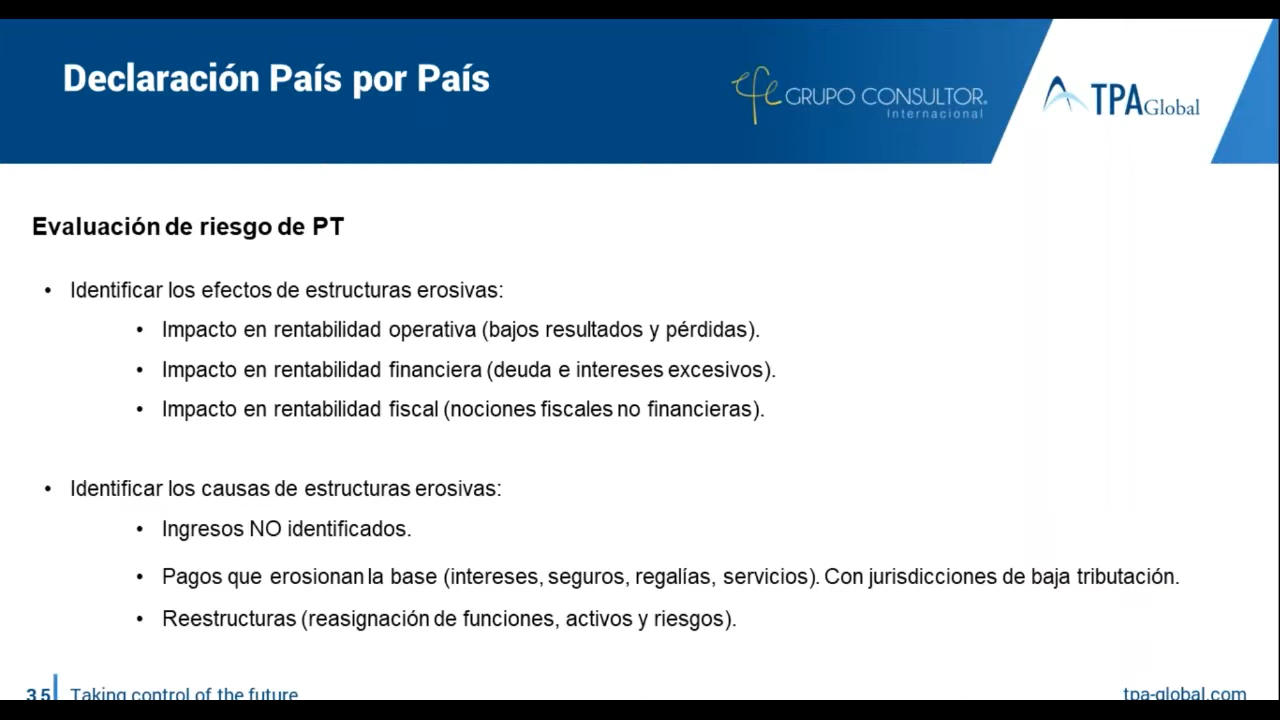 Declaración País por País
efe GRUPO CONSULTOR®
Internacional
TPA Global
Evaluación de riesgo de PT
• Identificar los efectos de estructuras erosivas:
• Impacto en rentabilidad operativa (bajos resultados y pérdidas).
• Impacto en rentabilidad financiera (deuda e intereses excesivos).
• Impacto en rentabilidad fiscal (nociones fiscales no financieras).
• Identificar los causas de estructuras erosivas:
• Ingresos NO identificados.
• Pagos que erosionan la base (intereses, seguros, regalías, servicios). Con jurisdicciones de baja tributación.
• Reestructuras (reasignación de funciones, activos y riesgos).
35 Taking control of the future
tpa-global.com